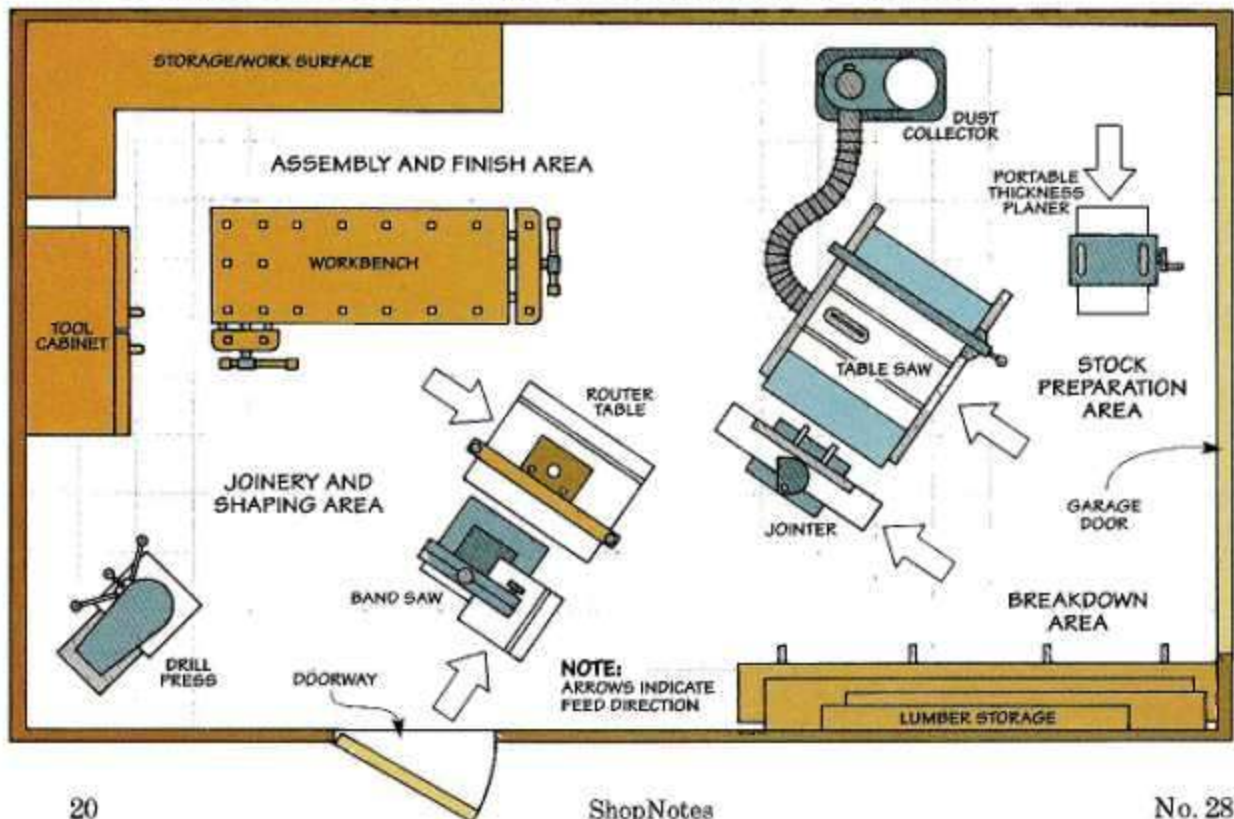 STORAGE/WORK SURFACE
DUST
COLLECTOR
ASSEMBLY AND FINISH AREA
PORTABLE
THICKNESS
PLANER
WORKBENCH
TOOL
CABINET
TABLE SAW
STOCK
PREPARATION
AREA
ROUTER
TABLE
JOINERY AND
SHAPING AREA
GARAGE
DOOR
JOINTER
BAND SAW
BREAKDOWN
AREA
DRILL
PRESS
DOORWAY
NOTE:
ARROWS INDICATE
FEED DIRECTION
LUMBER STORAGE
20
ShopNotes
No. 28